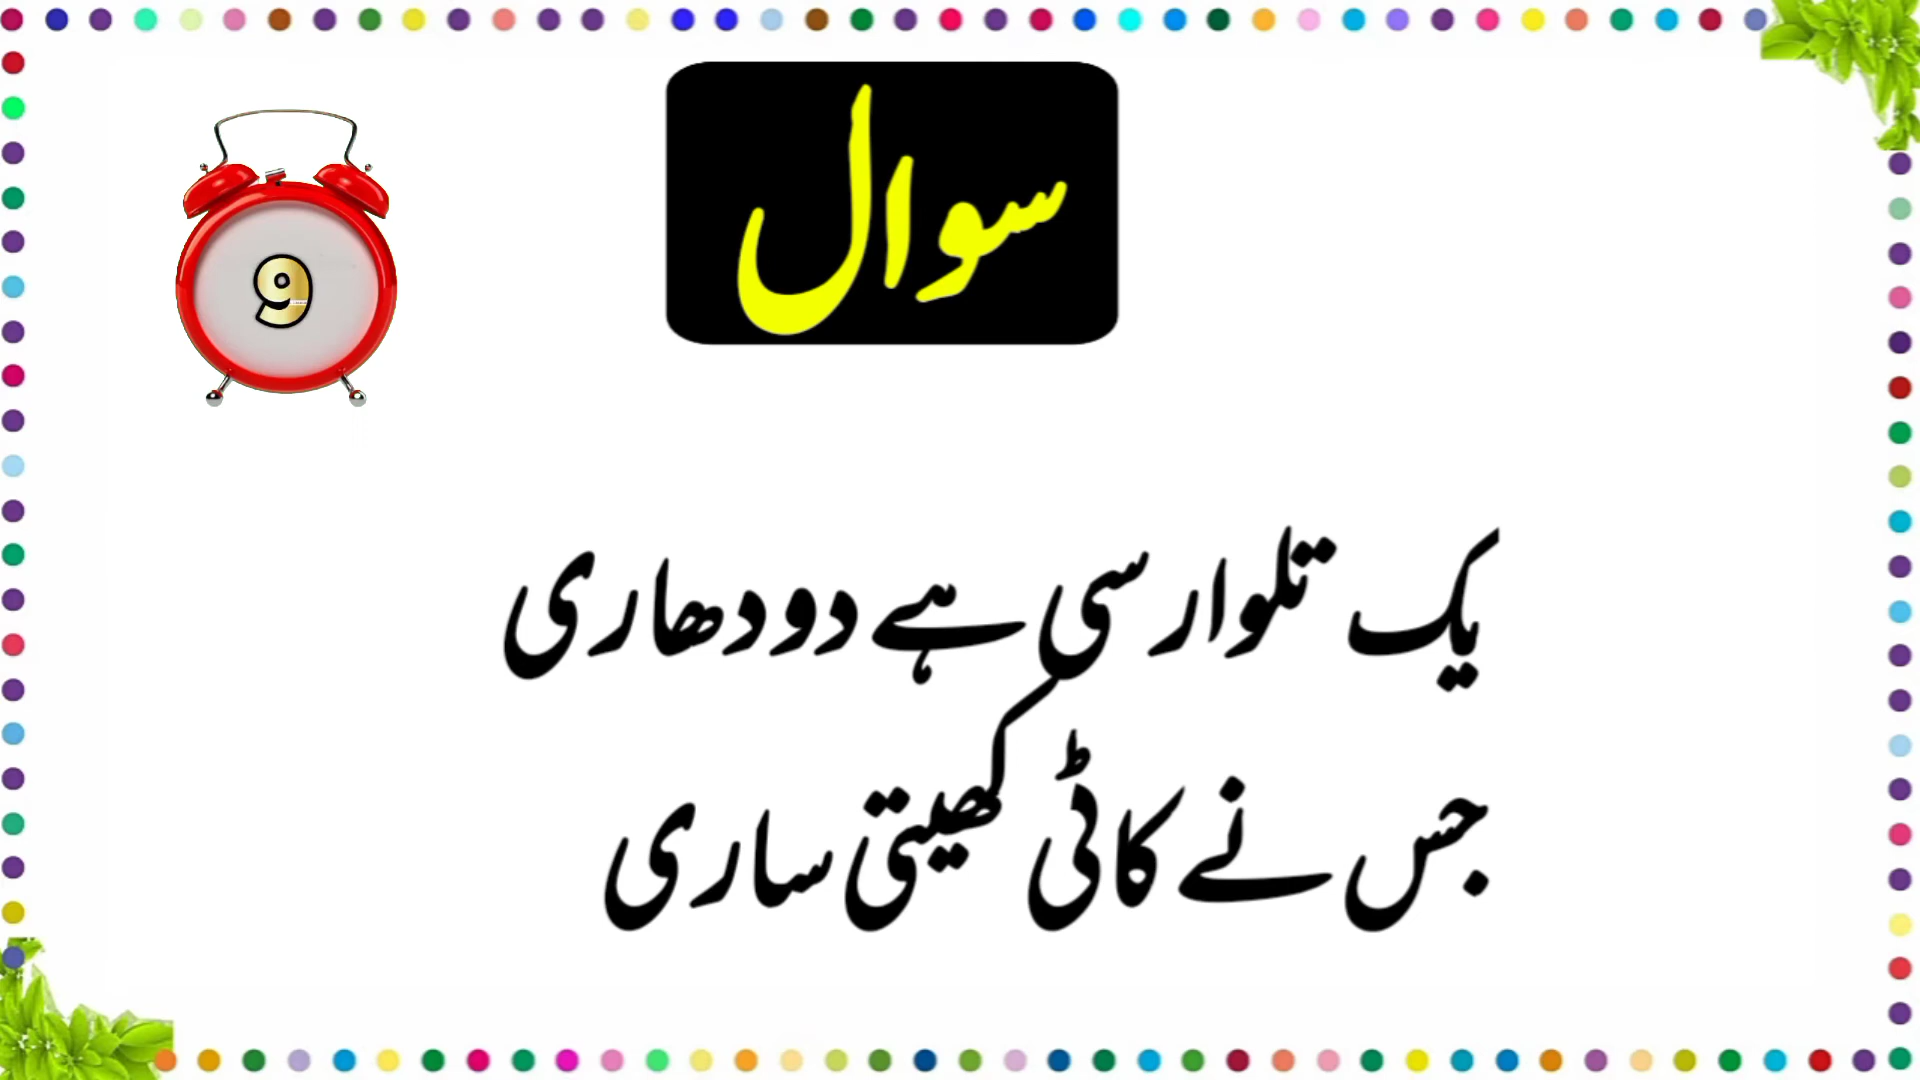 سوال
9
یک تلوار سی ہے دو دھاری
جس نے کاٹی کھیتی ساری